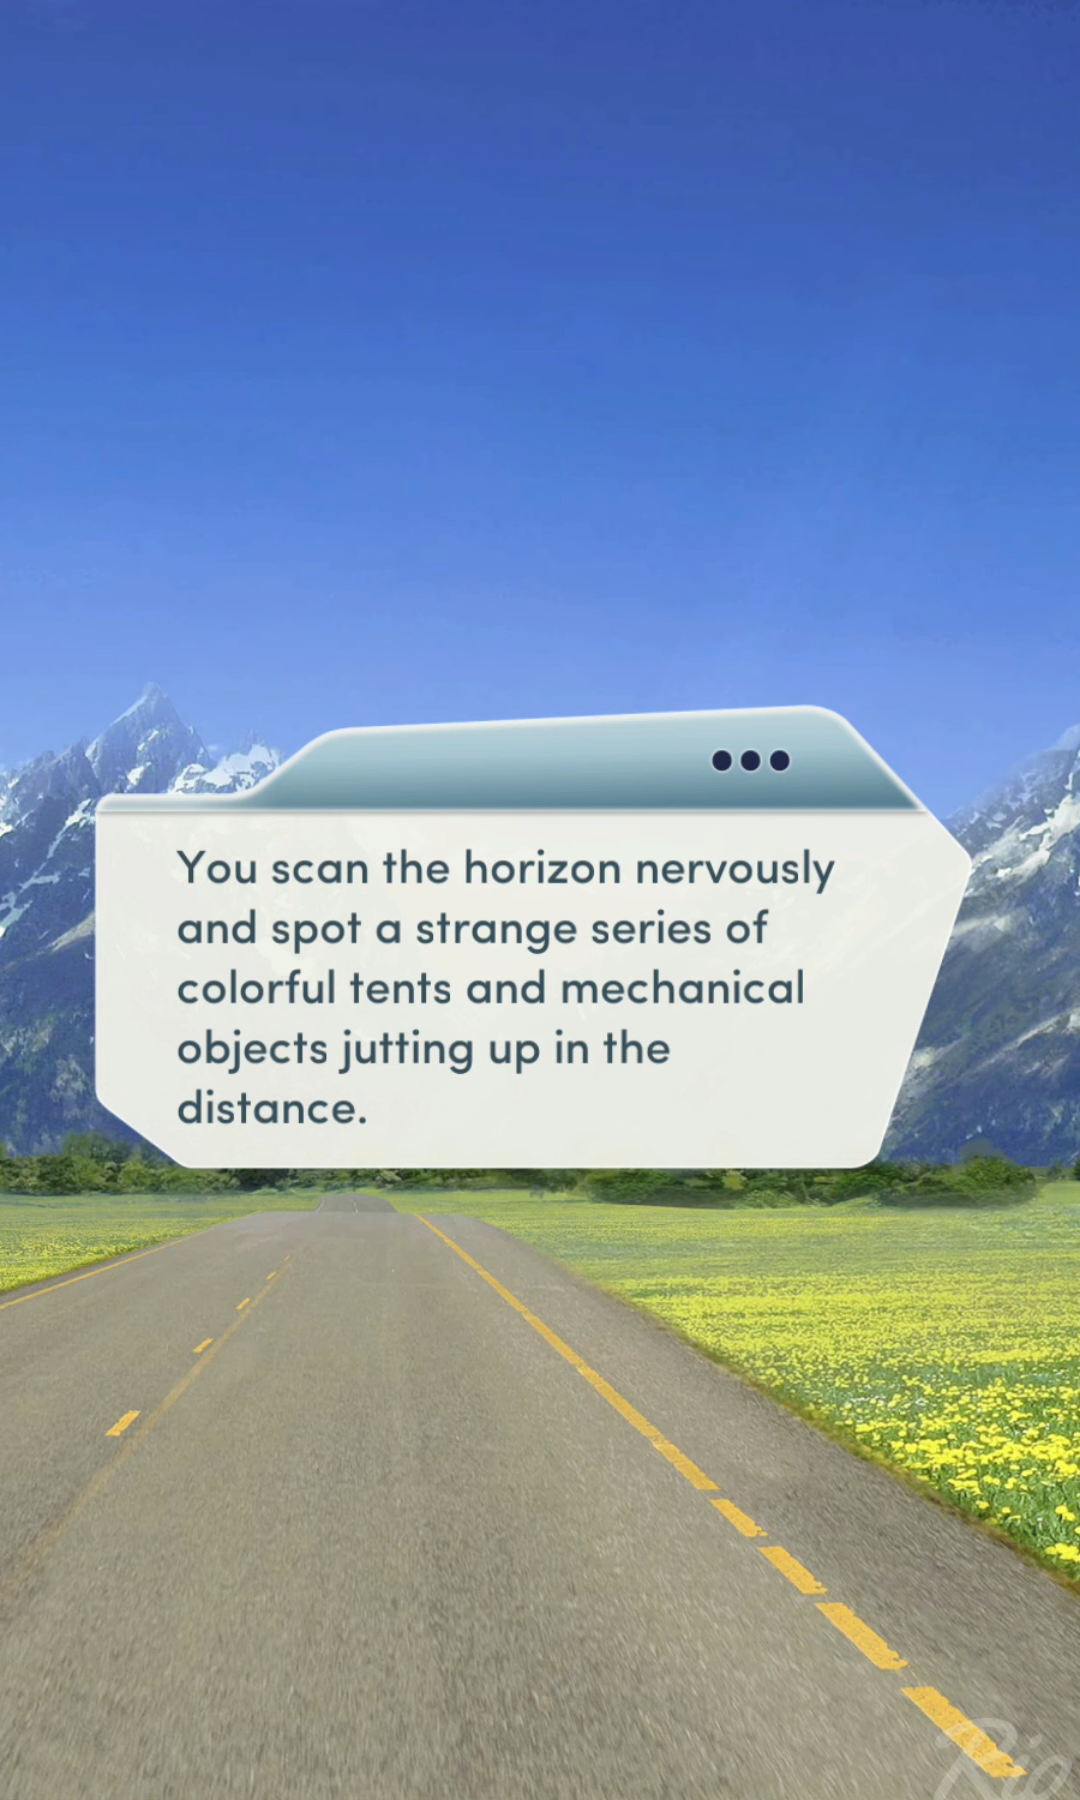 You scan the horizon nervously
and spot a strange series of
colorful tents and mechanical
objects jutting up in the
distance.
Rio